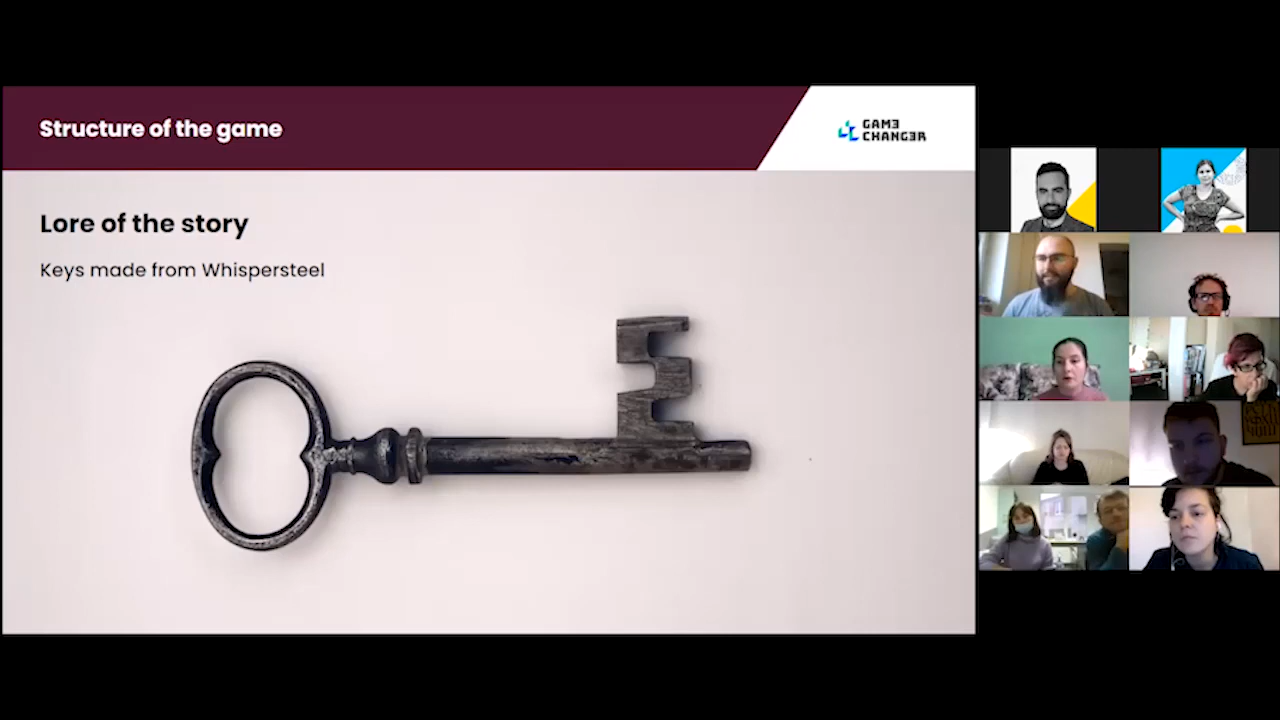 Structure of the game
GAM3
CHANG3R
Lore of the story
Keys made from Whispersteel